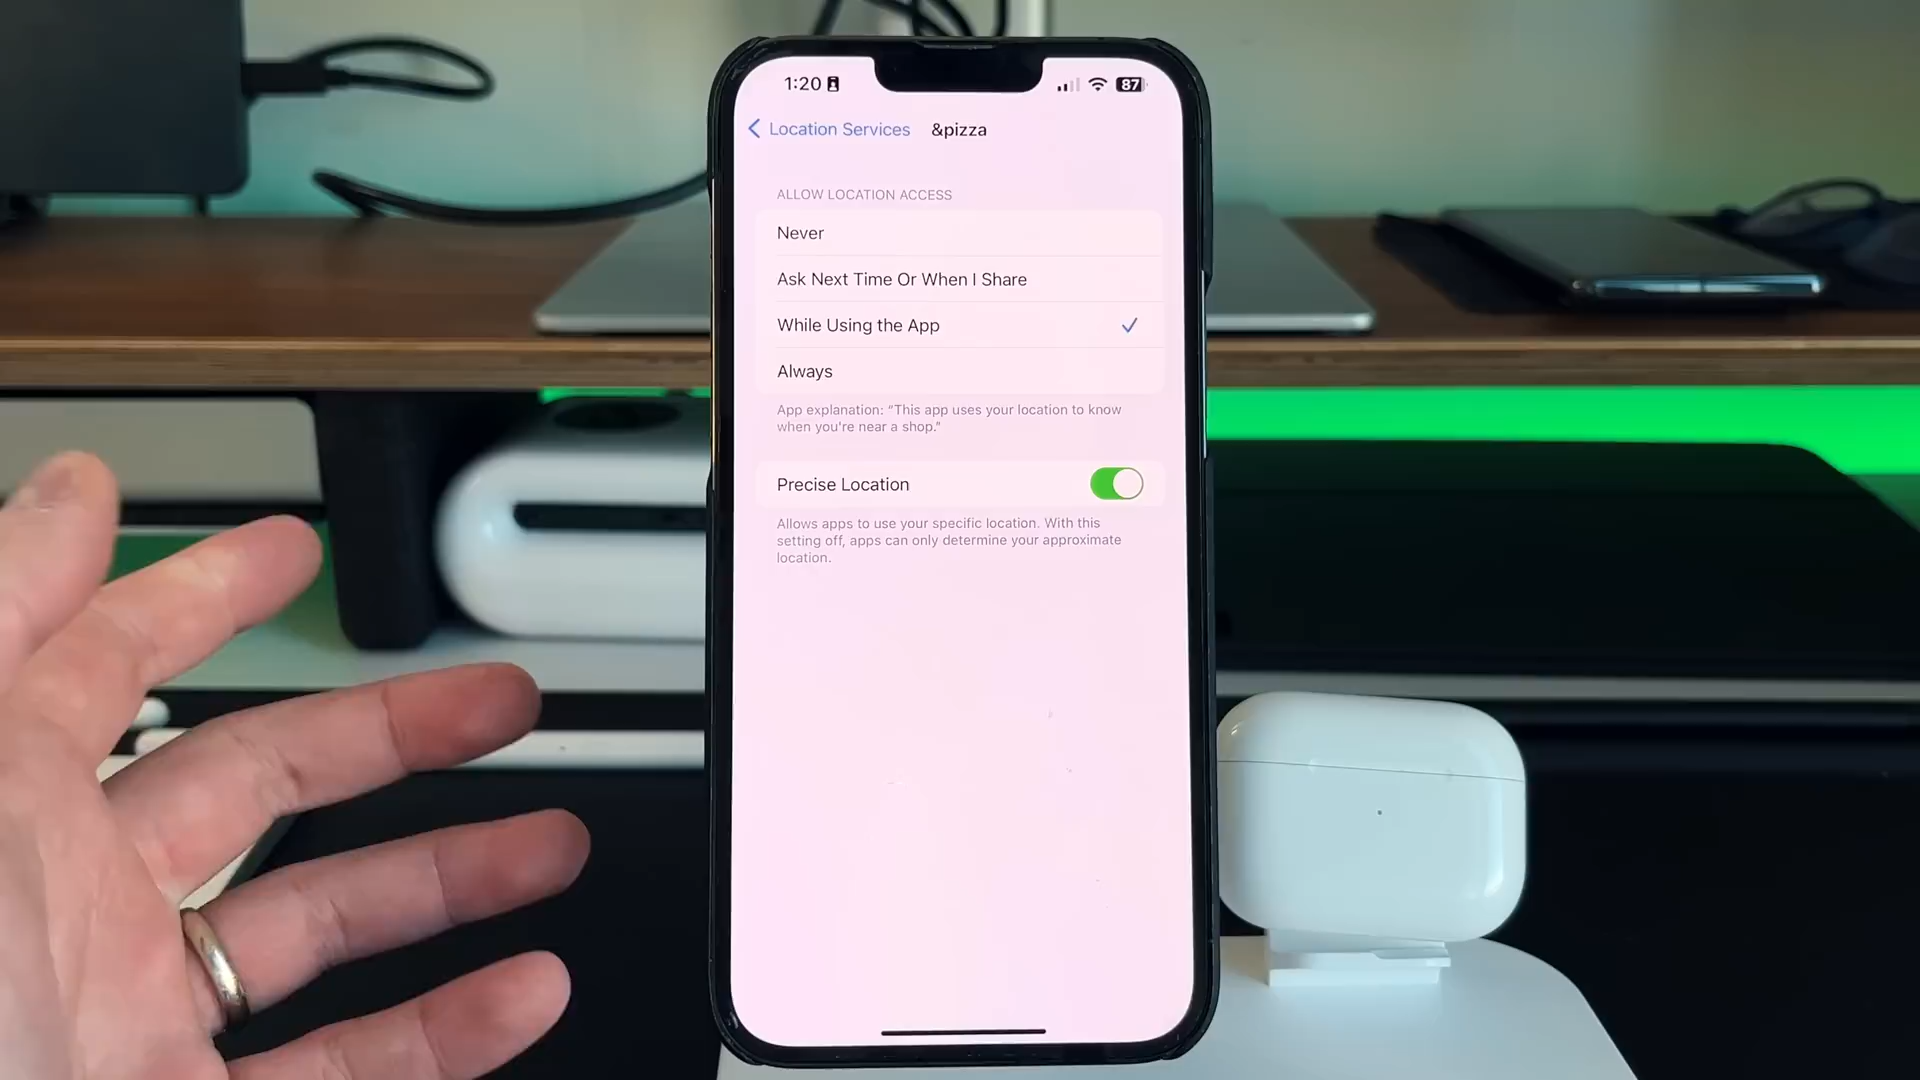 1:20
87
Location Services
&pizza
ALLOW LOCATION ACCESS
Never
Ask Next Time Or When I Share
While Using the App
Always
App explanation: “This app uses your location to know
when you're near a shop.”
Precise Location
Allows apps to use your specific location. With this
setting off, apps can only determine your approximate
location.